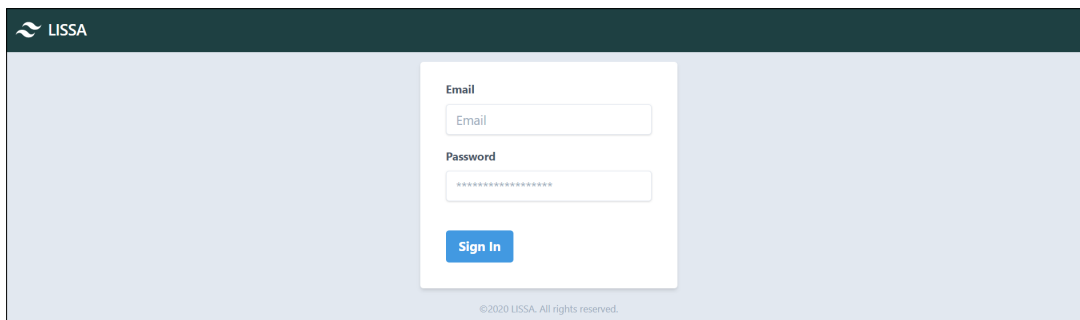 LISSA
Email
Email
Password
******************
Sign In
©2020 LISSA. All rights reserved.